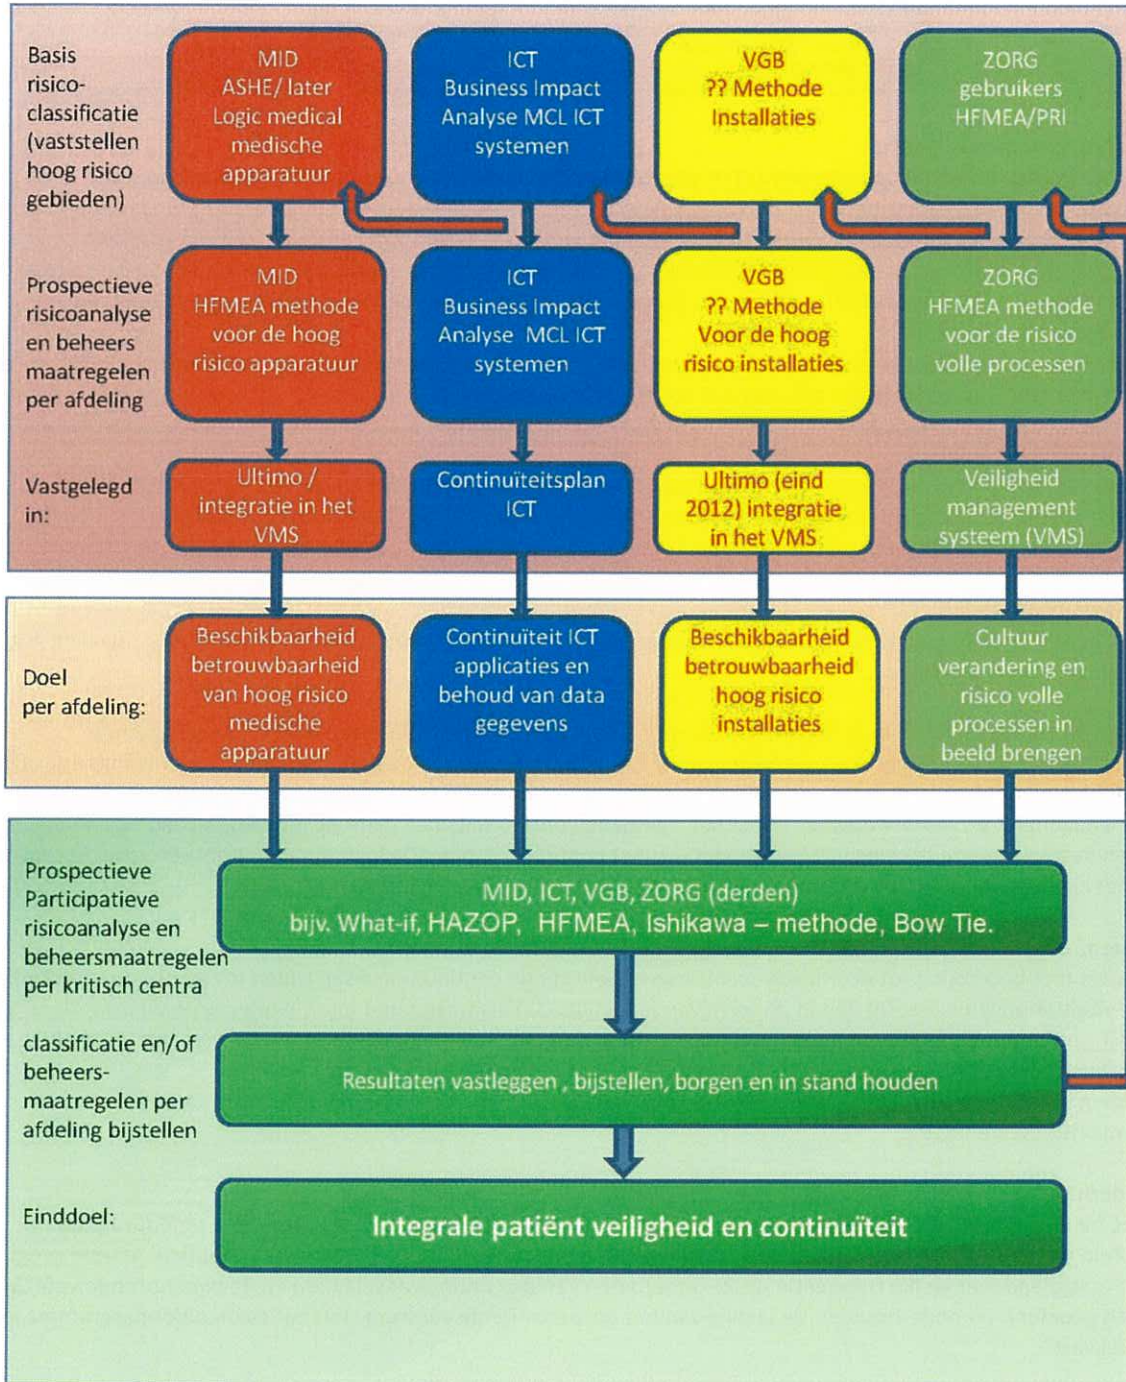 Basis
risico-
classificatie
(vaststellen
hoog risico
gebieden)
MID
ASHE/ later
Logic medical
medische
apparatuur
ICT
Business Impact
Analyse MCL ICT
systemen
VGB
?? Methode
Installaties
ZORG
gebruikers
HFMEA/PRI
Prospectieve
risicoanalyse
en beheers
maatregelen
per afdeling
MID
HFMEA methode
voor de hoog
risico apparatuur
ICT
Business Impact
Analyse MCL ICT
systemen
VGB
?? Methode
Voor de hoog
risico installaties
ZORG
HFMEA methode
voor de risico
volle processen
Vastgelegd
in:
Ultimo /
integratie in het
VMS
Continuïteitsplan
ICT
Ultimo (eind
2012) integratie
in het VMS
Veiligheid
management
systeem (VMS)
Doel
per afdeling:
Beschikbaarheid
betrouwbaarheid
van hoog risico
medische
apparatuur
Continuïteit ICT
applicaties en
behoud van data
gegevens
Beschikbaarheid
betrouwbaarheid
hoog risico
installaties
Cultuur
verandering en
risico volle
processen in
beeld brengen
Prospectieve
Participatieve
risicoanalyse en
beheersmaatregelen
per kritisch centra
MID, ICT, VGB, ZORG (derden)
bijv. What-if, HAZOP, HFMEA, Ishikawa – methode, Bow Tie.
classificatie en/of
beheers-
maatregelen per
afdeling bijstellen
Resultaten vastleggen , bijstellen, borgen en in stand houden
Einddoel:
Integrale patiënt veiligheid en continuïteit